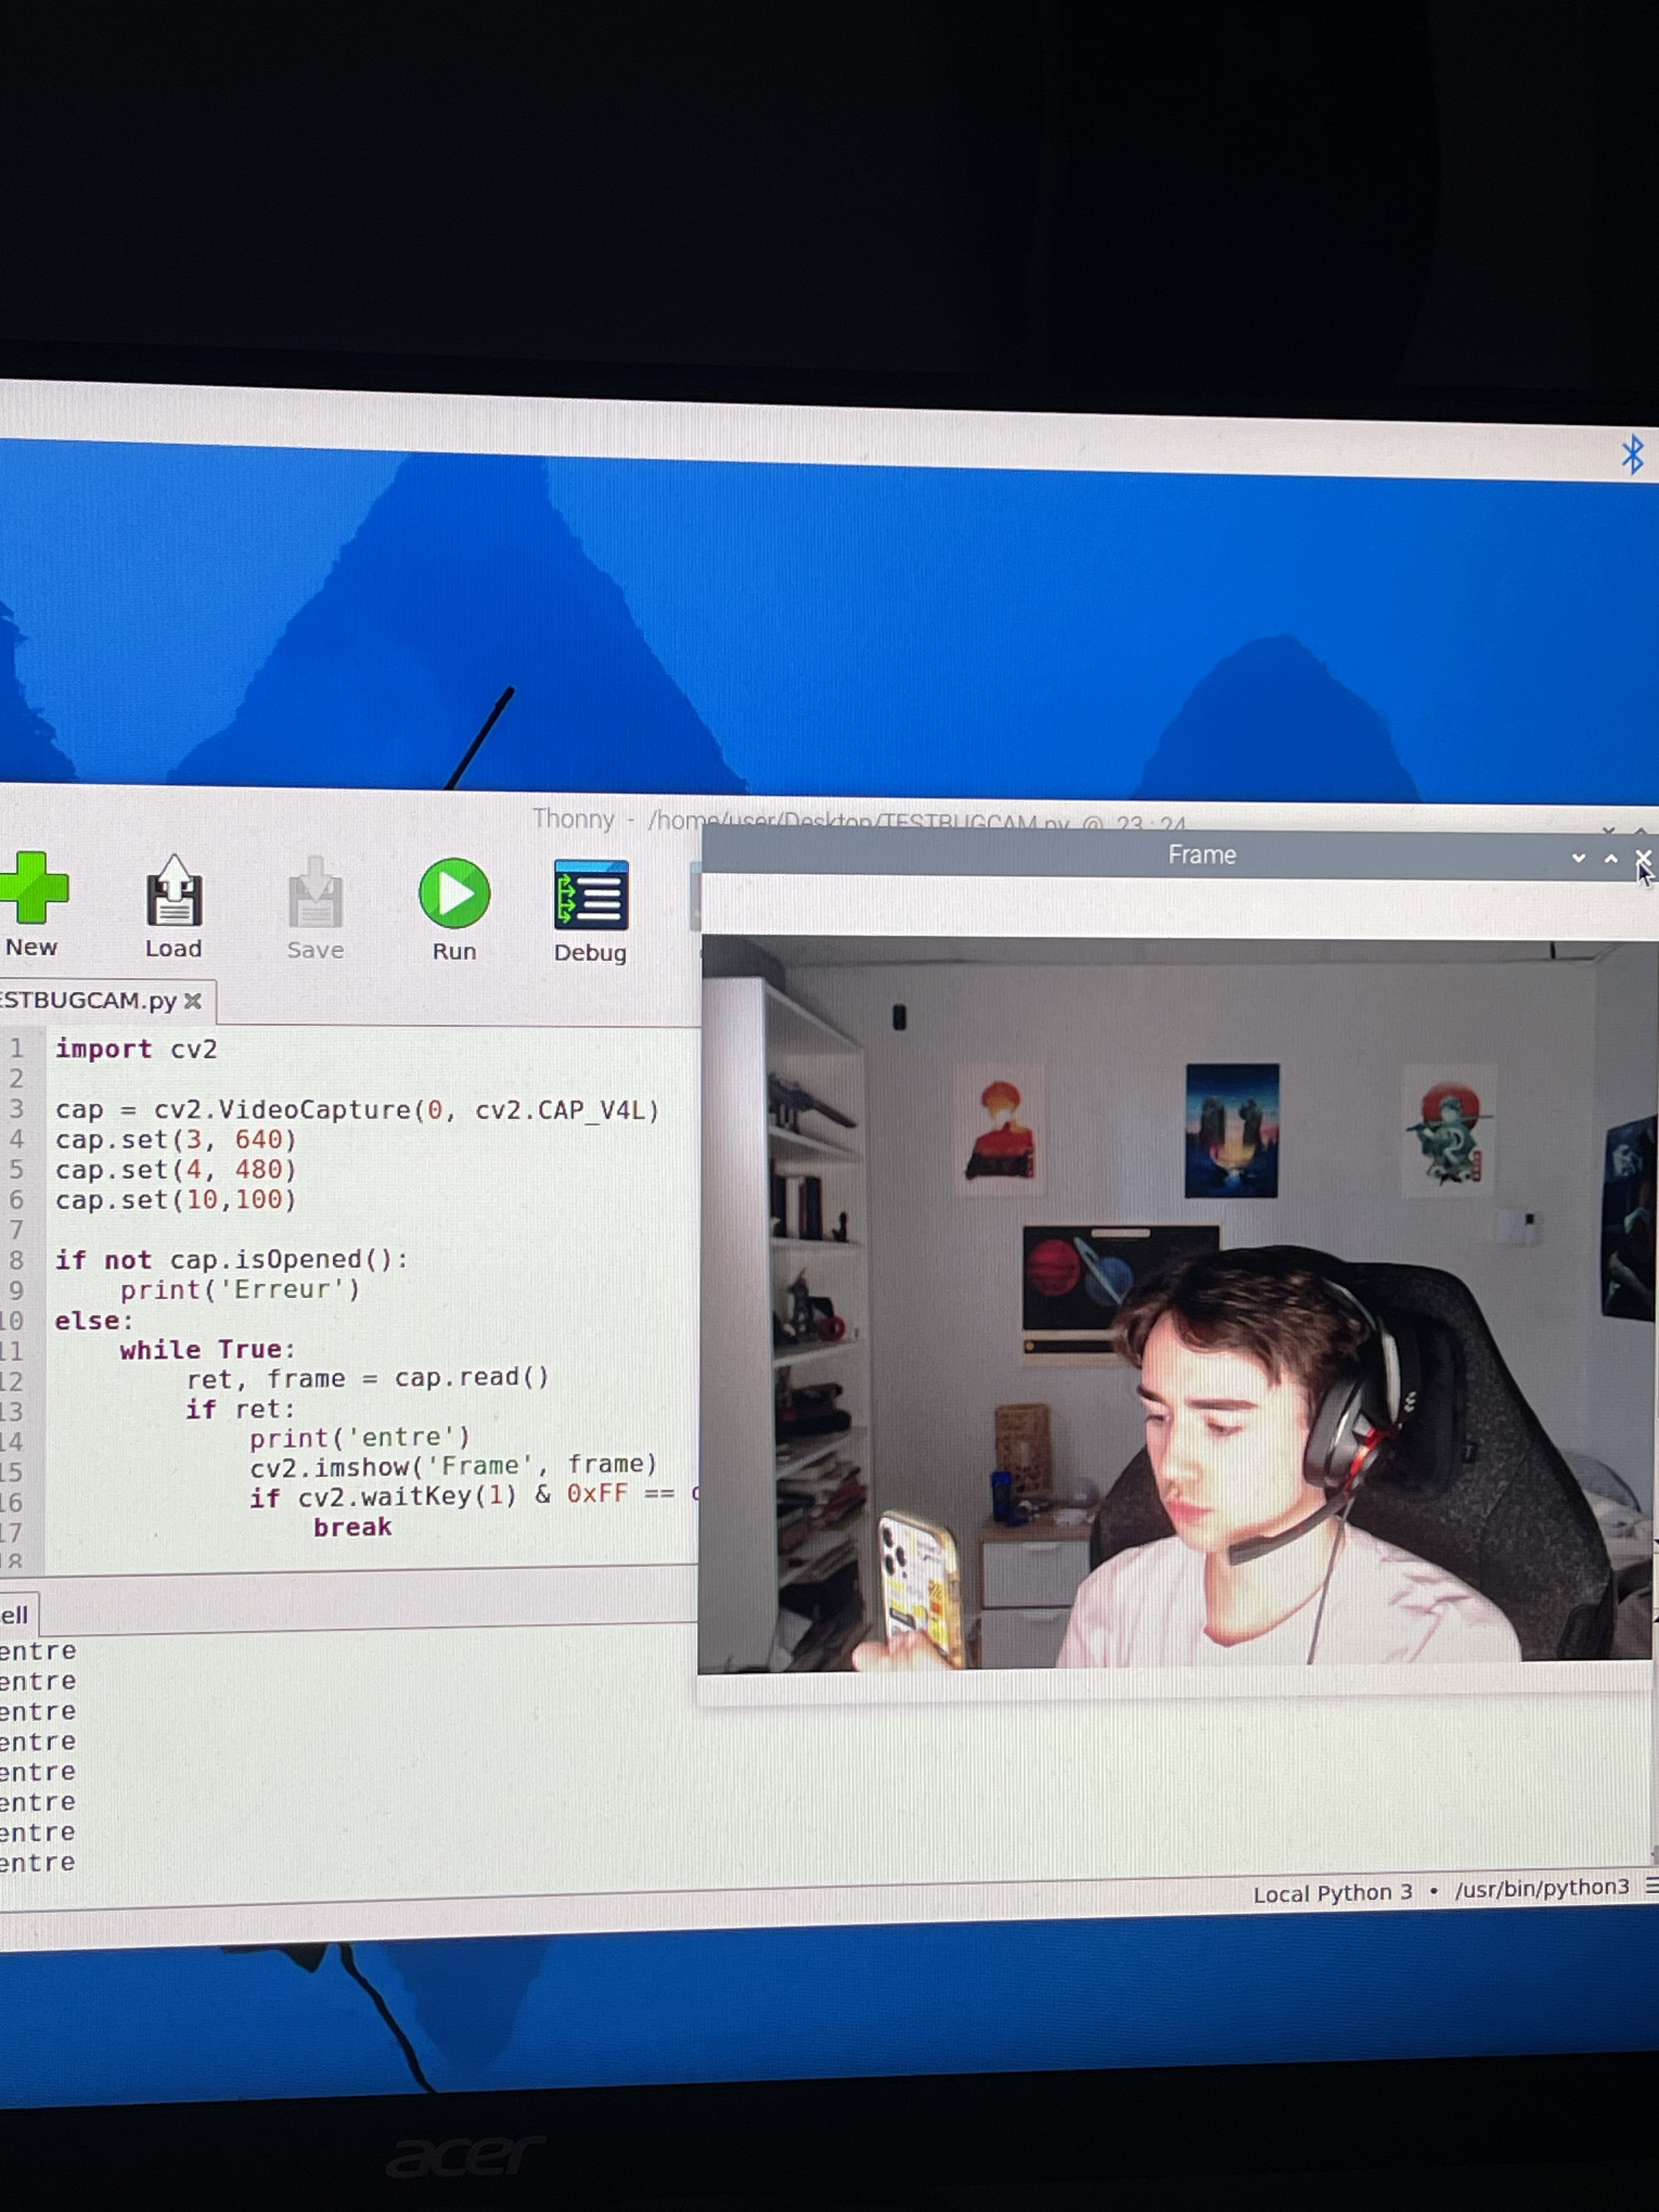 Thonny - /home/user/Desktop/TESTBUGCAM.py @ 23:24
Frame
New
Load
Save
Run
Debug
ESTBUGCAM.py
1 import cv2
2
3 cap = cv2.VideoCapture(0, cv2.CAP_V4L)
4 cap.set(3, 640)
5 cap.set(4, 480)
6 cap.set(10,100)
7
8 if not cap.isOpened():
9 print('Erreur')
10 else:
11 while True:
12 ret, frame = cap.read()
13 if ret:
14 print('entre')
15 cv2.imshow('Frame', frame)
16 if cv2.waitKey(1) & 0xFF == o
17 break
18
ell
entre
entre
entre
entre
entre
entre
entre
entre
Local Python 3 • /usr/bin/python3
acer